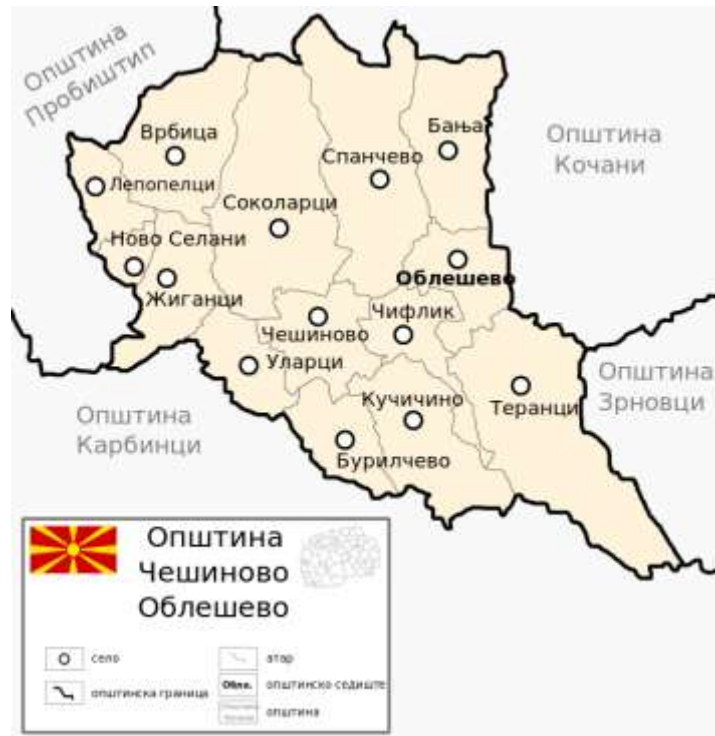 Општина
Пробиштип
Врбица
Бања
Општина
Кочани
Спанчево
Лепопелци
Соколарци
Ново Селани
Облешево
Жиганци
Чифлик
Чешиново
Уларци
Општина
Зрновци
Кучичино
Теранци
Општина
Карбинци
Бурилчево
Општина
Чешиново
Облешево
село
атар
општинска граница
Обле.
општинско седиште
општина